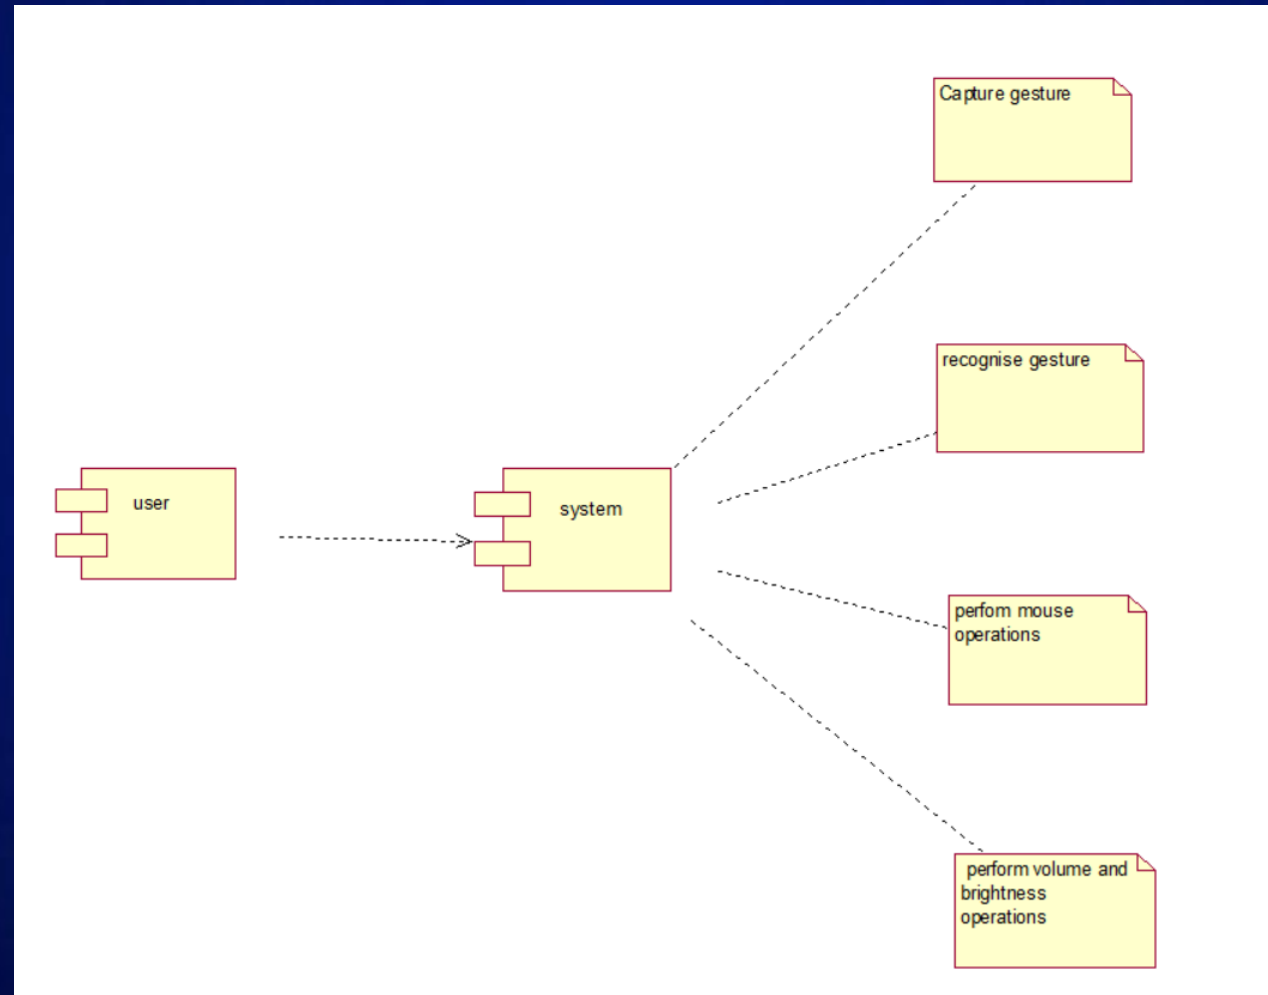 Capture gesture
recognise gesture
user
system
perfom mouse
operations
perform volume and
brightness
operations